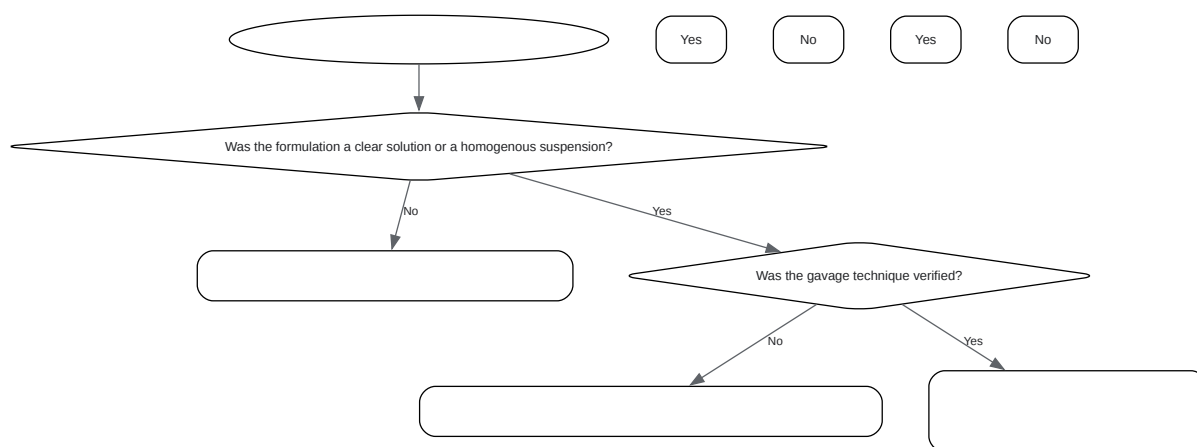 Yes
No
Yes
No
Was the formulation a clear solution or a homogenous suspension?
No
Yes
Was the gavage technique verified?
No
Yes